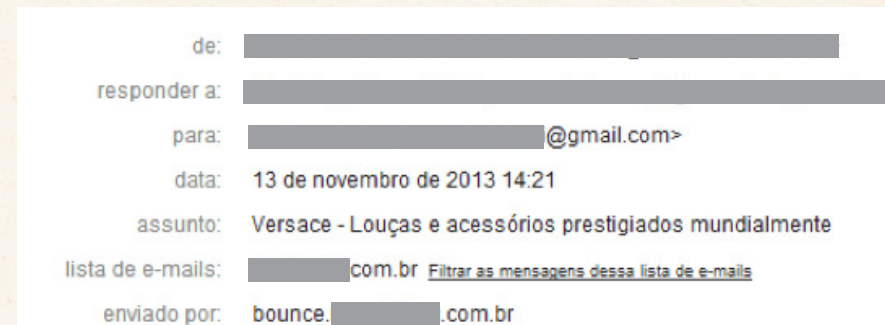 de:
responder a:
para: @gmail.com>
data: 13 de novembro de 2013 14:21
assunto: Versace - Louças e acessórios prestigiados mundialmente
lista de e-mails: com.br Filtrar as mensagens dessa lista de e-mails
enviado por: bounce. .com.br